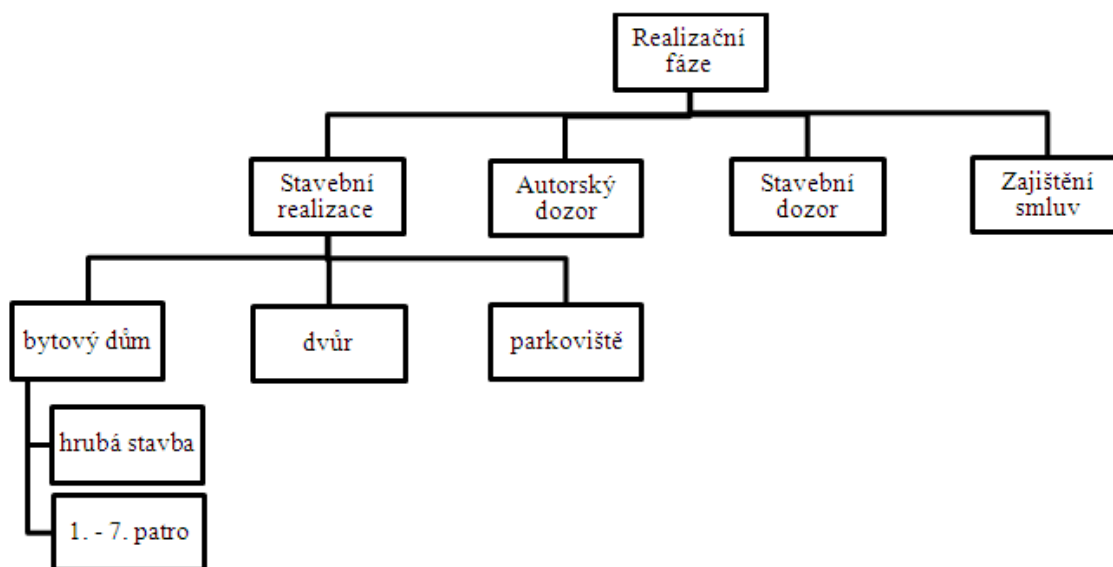 Realizační
fáze
Stavební
realizace
Autorský
dozor
Stavební
dozor
Zajištění
smluv
bytový dům
dvůr
parkoviště
hrubá stavba
1. - 7. patro